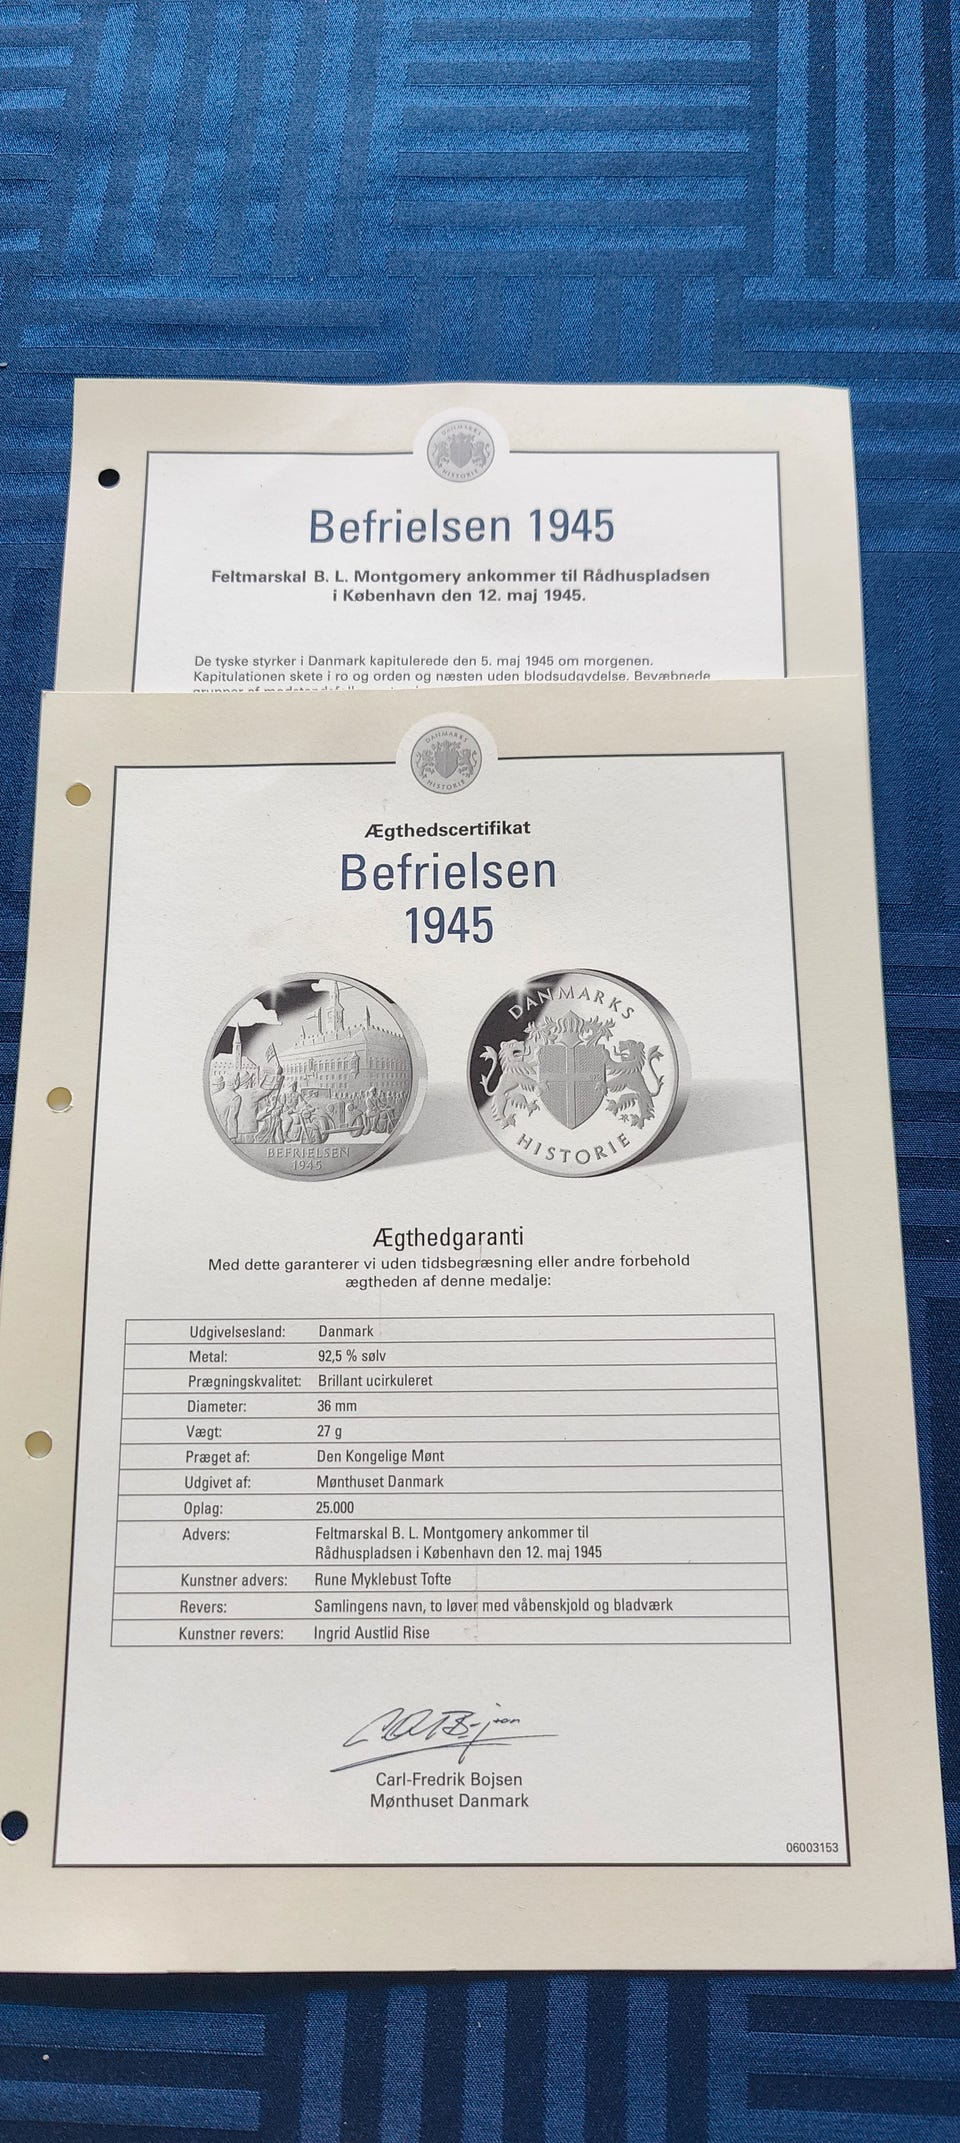 DANMARKS
HISTORIE
Befrielsen 1945
Feltmarskal B. L. Montgomery ankommer til Rådhuspladsen
i København den 12. maj 1945.
De tyske styrker i Danmark kapitulerede den 5. maj 1945 om morgenen.
Kapitulationen skete i ro og orden og næsten uden blodsudgydelse. Bevæbnede
DANMARKS
HISTORIE
Ægthedscertifikat
Befrielsen
1945
BEFRIELSEN
1945
DANMARKS
HISTORIE
Ægthedgaranti
Med dette garanterer vi uden tidsbegræsning eller andre forbehold
ægtheden af denne medalje:
Udgivelsesland: Danmark
Metal: 92,5 % sølv
Prægningskvalitet: Brillant ucirkuleret
Diameter: 36 mm
Vægt: 27 g
Præget af: Den Kongelige Mønt
Udgivet af: Mønthuset Danmark
Oplag: 25.000
Advers: Feltmarskal B. L. Montgomery ankommer til
Rådhuspladsen i København den 12. maj 1945
Kunstner advers: Rune Myklebust Tofte
Revers: Samlingens navn, to løver med våbenskjold og bladværk
Kunstner revers: Ingrid Austlid Rise
Carl-Fredrik Bojsen
Mønthuset Danmark
06003153